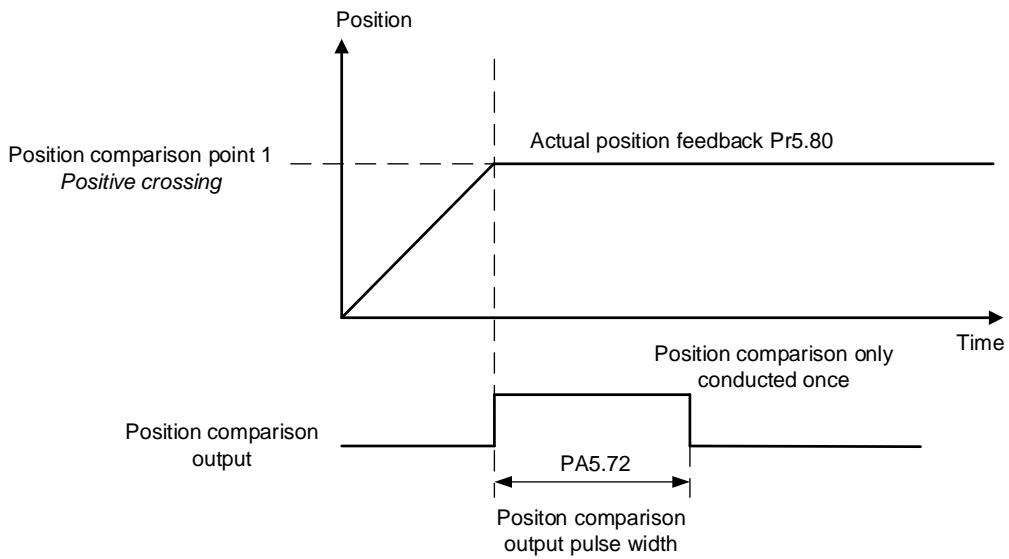 Position
Actual position feedback Pr5.80
Position comparison point 1
Positive crossing
Time
Position comparison only
conducted once
Position comparison
output
PA5.72
Positon comparison
output pulse width